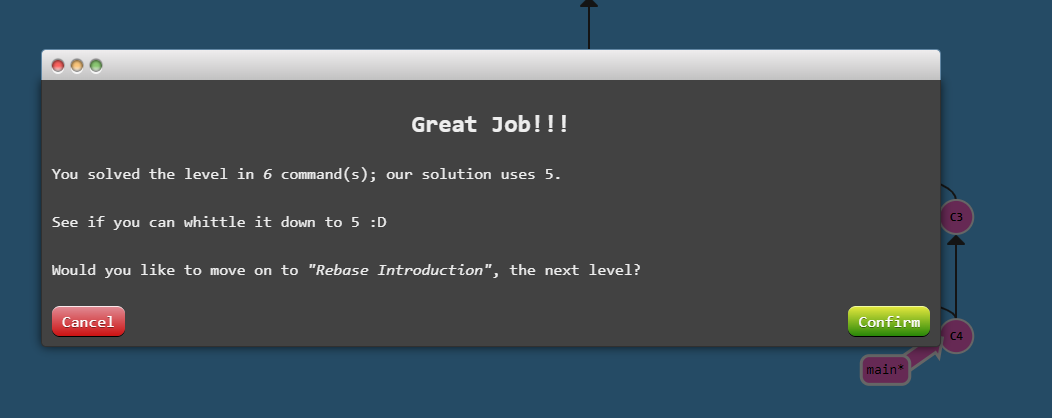 Great Job!!!
You solved the level in 6 command(s); our solution uses 5.
See if you can whittle it down to 5 :D
Would you like to move on to "Rebase Introduction", the next level?
Cancel
Confirm
C3
C4
main*